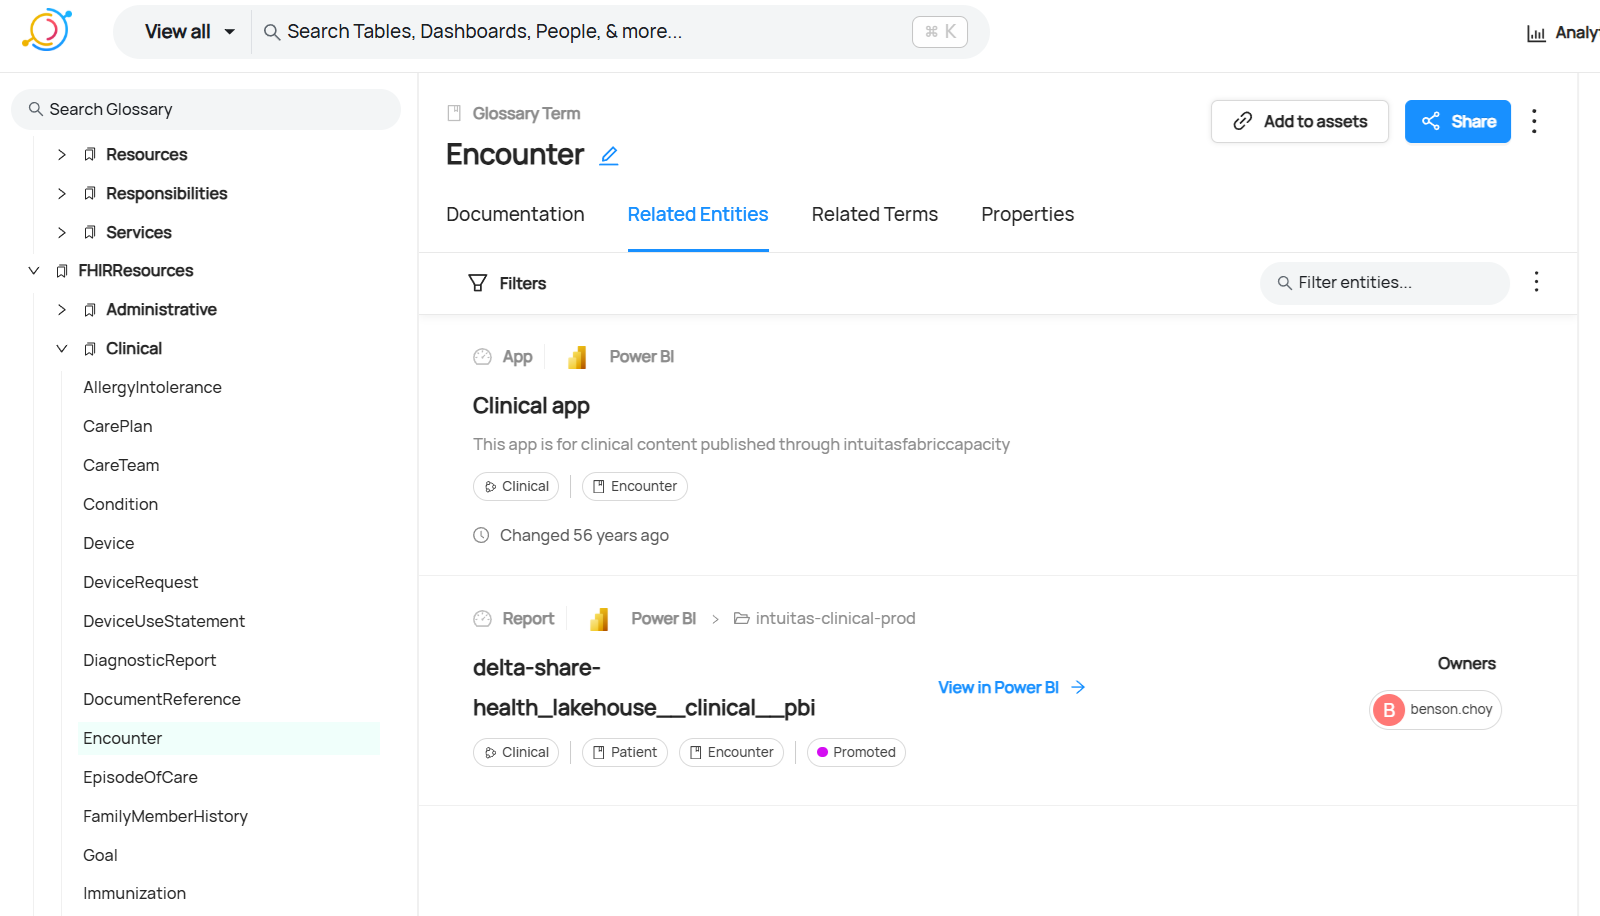 View all
Search Tables, Dashboards, People, & more...
⌘ K
Search Glossary
Resources
Responsibilities
Services
FHIRResources
Administrative
Clinical
AllergyIntolerance
CarePlan
CareTeam
Condition
Device
DeviceRequest
DeviceUseStatement
DiagnosticReport
DocumentReference
Encounter
EpisodeOfCare
FamilyMemberHistory
Goal
Immunization
Glossary Term
Encounter
Add to assets
Share
Documentation
Related Entities
Related Terms
Properties
Filters
Filter entities...
App
Power BI
Clinical app
This app is for clinical content published through intuitasfabriccapacity
Clinical
Encounter
Changed 56 years ago
Report
Power BI
intuitas-clinical-prod
delta-share-
health_lakehouse__clinical__pbi
Clinical
Patient
Encounter
Promoted
View in Power BI
Owners
B
benson.choy